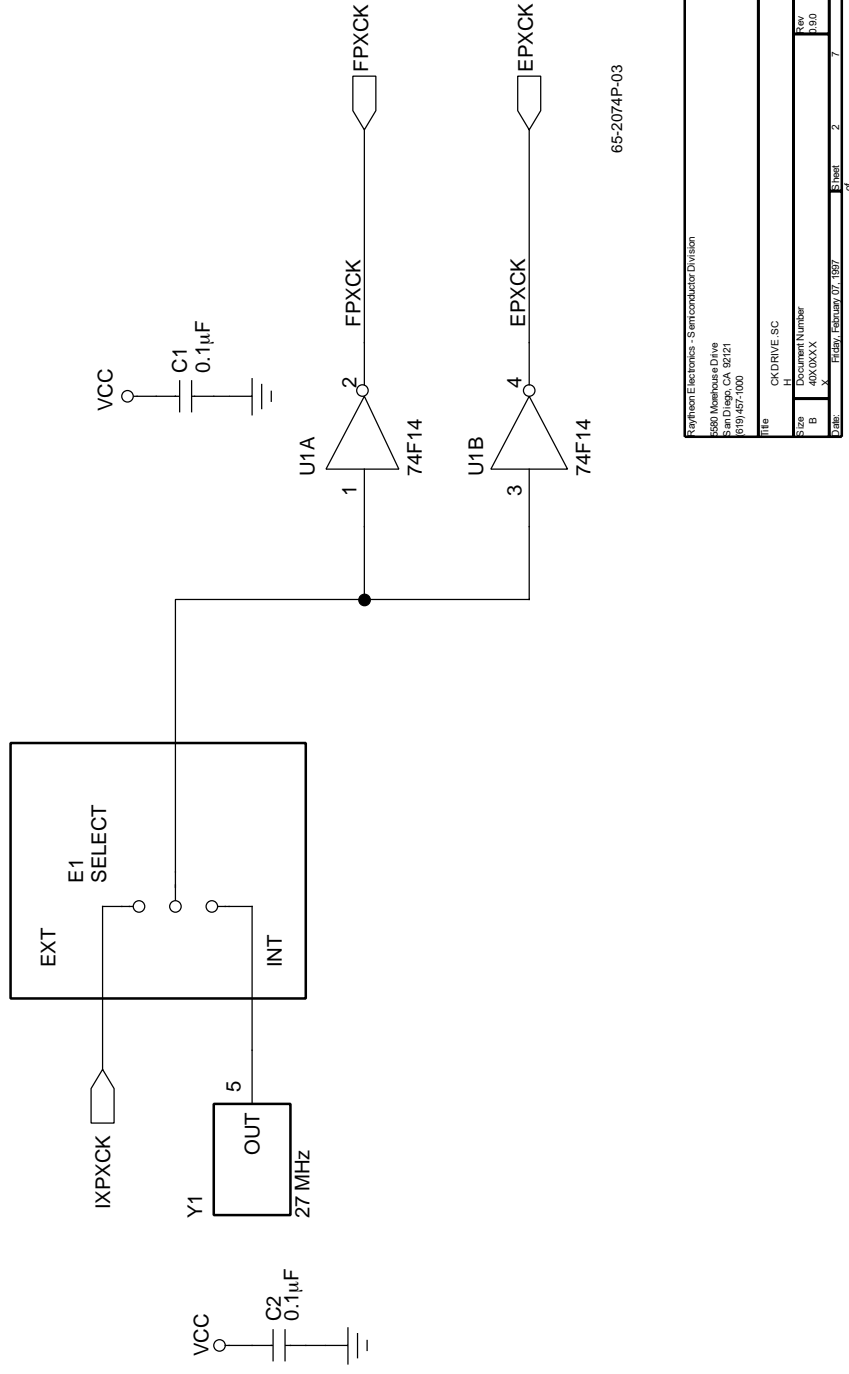 VCC
C2
0.1µF
IXPXCK
Y1
OUT
5
27 MHz
EXT
E1
SELECT
INT
VCC
C1
0.1µF
U1A
1
2
74F14
FPXCK
FPXCK
U1B
3
4
74F14
EPXCK
EPXCK
65-2074P-03
Raytheon Electronics - Semiconductor Division
5580 Morehouse Drive
San Diego, CA 92121
(619) 457-1000
Title
CKDRIVE.SC
H
Size
B
Document Number
40X0XX X
X
Rev
0.9.0
Date:
Friday, February 07, 1997
Sheet
2
of
7